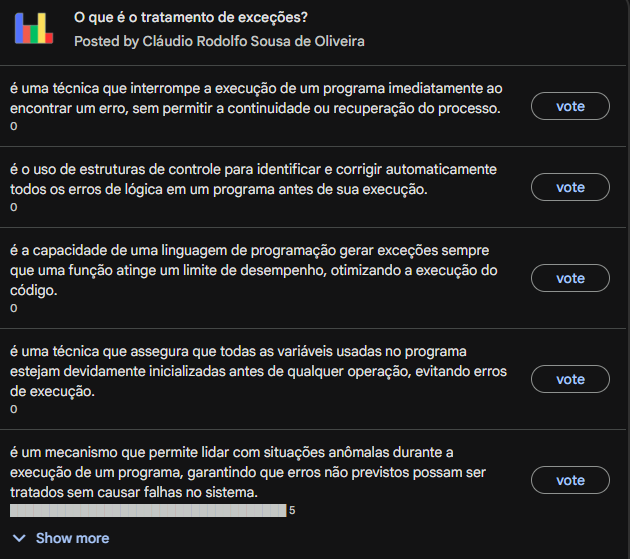 O que é o tratamento de exceções?
Posted by Cláudio Rodolfo Sousa de Oliveira
é uma técnica que interrompe a execução de um programa imediatamente ao
encontrar um erro, sem permitir a continuidade ou recuperação do processo.
0
vote
é o uso de estruturas de controle para identificar e corrigir automaticamente
todos os erros de lógica em um programa antes de sua execução.
0
vote
é a capacidade de uma linguagem de programação gerar exceções sempre
que uma função atinge um limite de desempenho, otimizando a execução do
código.
0
vote
é uma técnica que assegura que todas as variáveis usadas no programa
estejam devidamente inicializadas antes de qualquer operação, evitando erros
de execução.
0
vote
é um mecanismo que permite lidar com situações anômalas durante a
execução de um programa, garantindo que erros não previstos possam ser
tratados sem causar falhas no sistema.
5
vote
Show more